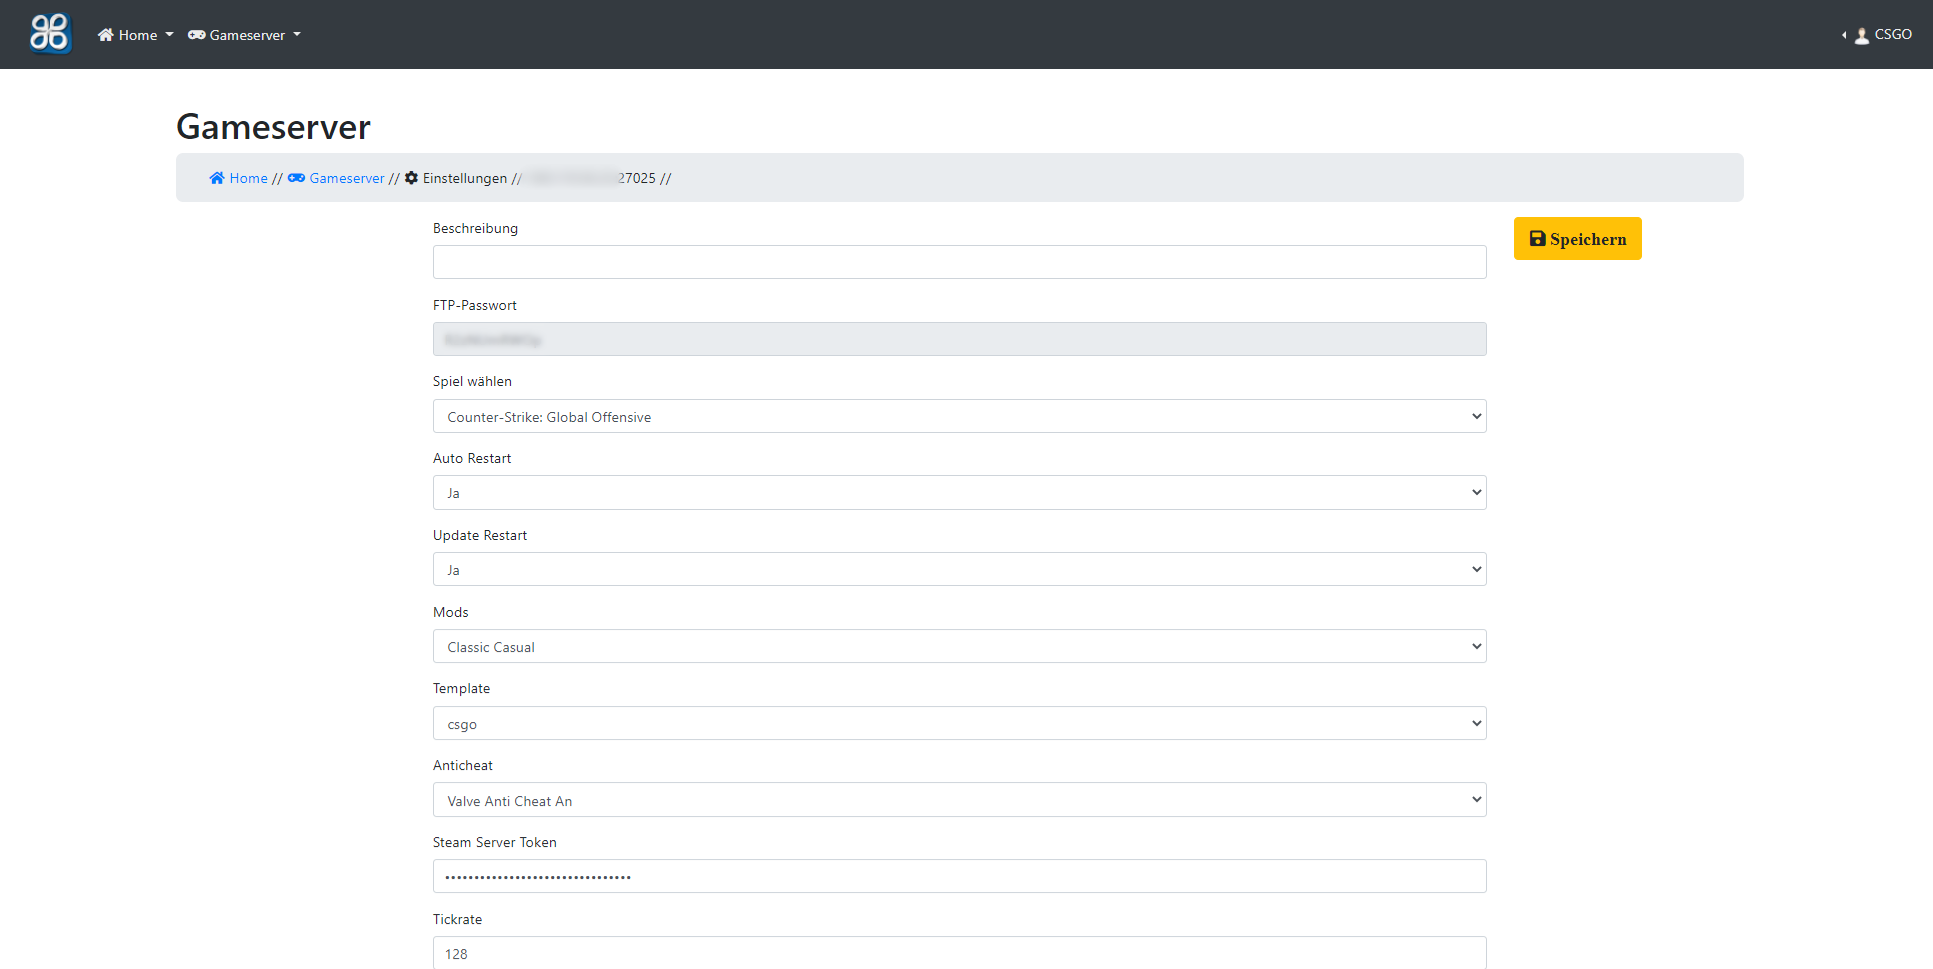 Home Gameserver CSGO
Gameserver
Home // Gameserver // Einstellungen // 27025 //
Beschreibung
Speichern
FTP-Passwort
Spiel wählen
Counter-Strike: Global Offensive
Auto Restart
Ja
Update Restart
Ja
Mods
Classic Casual
Template
csgo
Anticheat
Valve Anti Cheat An
Steam Server Token
Tickrate
128